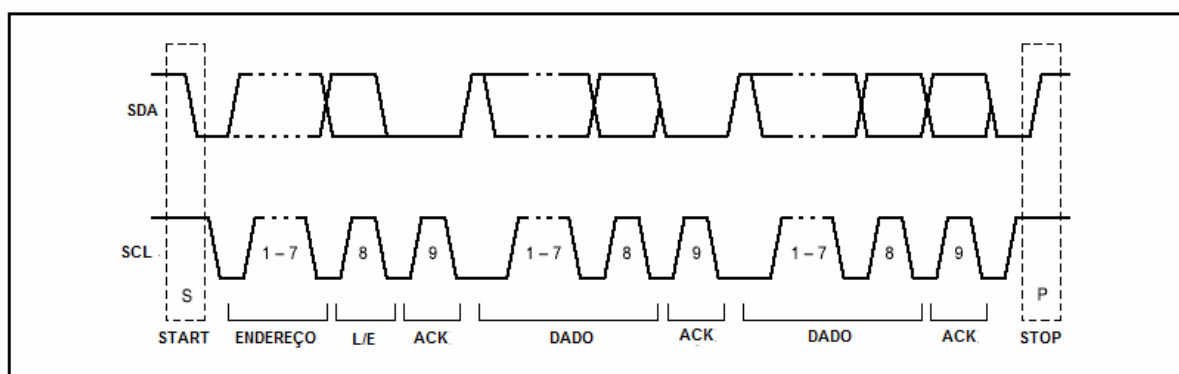 SDA
SCL
1 – 7 8 9 1 – 7 8 9 1 – 7 8 9
S P
START ENDEREÇO L/E ACK DADO ACK DADO ACK STOP